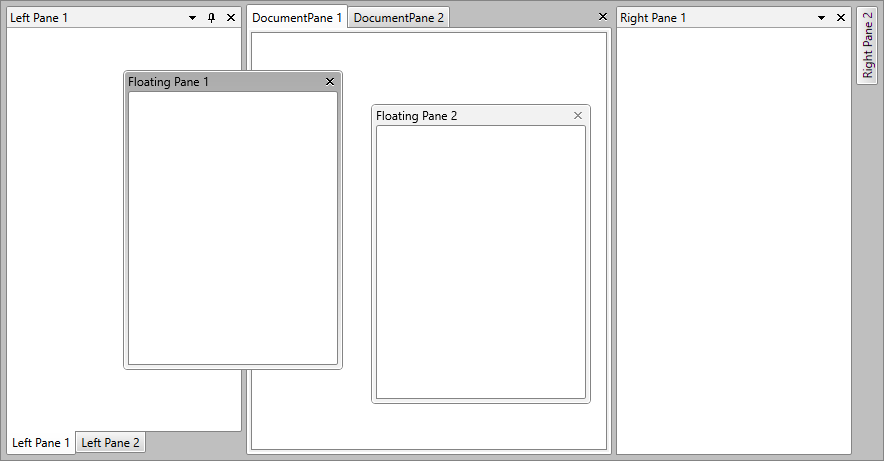 Left Pane 1
DocumentPane 1
DocumentPane 2
Right Pane 1
Right Pane 2
Floating Pane 1
Floating Pane 2
Left Pane 1
Left Pane 2